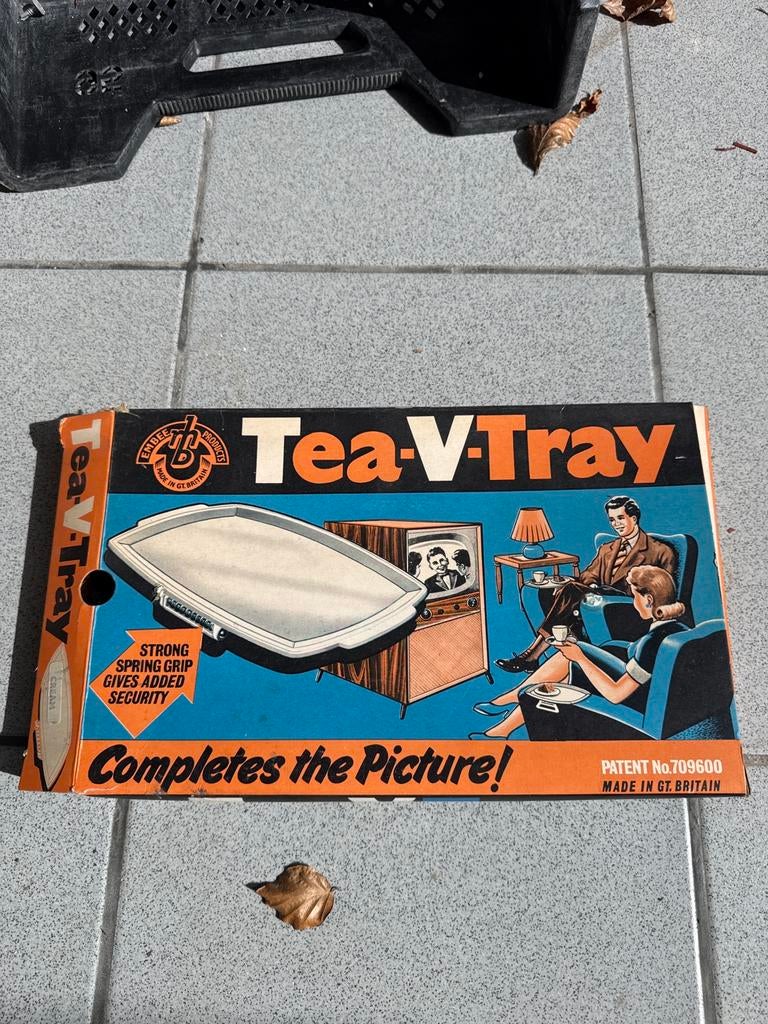 Tea-V-Tray
CREAM
EMBEE PRODUCTS
MADE IN GT. BRITAIN
Tea-V-Tray
STRONG
SPRING GRIP
GIVES ADDED
SECURITY
Completes the Picture!
PATENT No.709600
MADE IN GT. BRITAIN